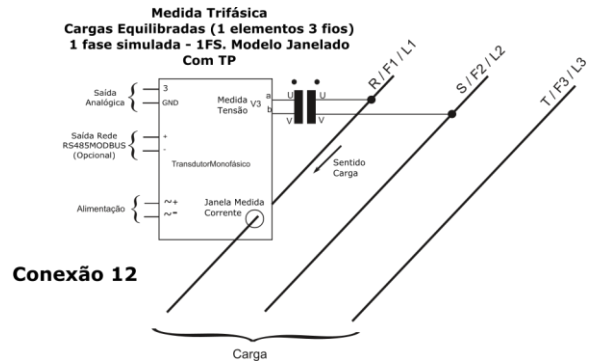 Medida Trifásica
Cargas Equilibradas (1 elementos 3 fios)
1 fase simulada - 1FS. Modelo Janelado
Com TP
R / F1 / L1
S / F2 / L2
T / F3 / L3
Saída
Analógica
3
GND
Medida
Tensão
V3
a
b
U
U
V
V
Saída Rede
RS485MODBUS
(Opcional)
+
-
TransdutorMonofásico
Sentido
Carga
Alimentação
~+
~-
Janela Medida
Corrente
Conexão 12
Carga